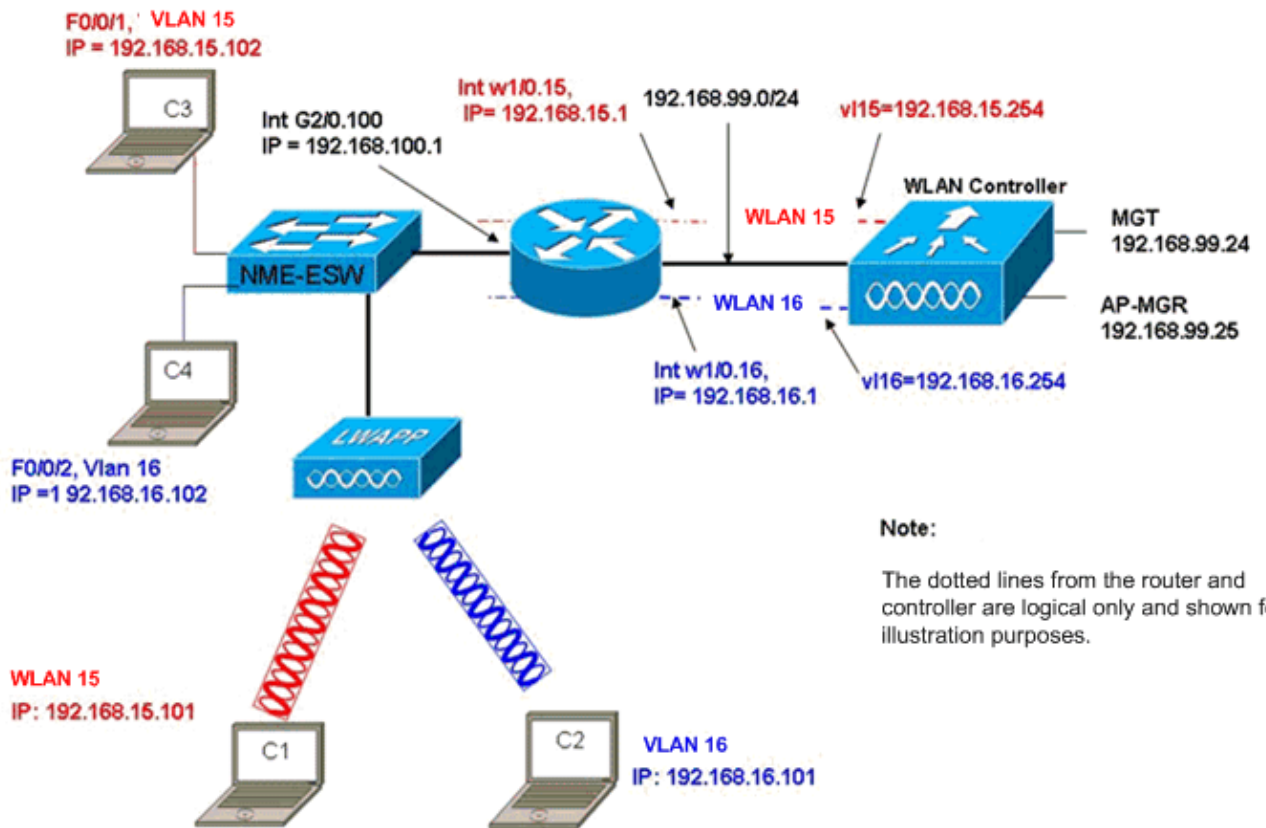 F0/0/1, VLAN 15
IP = 192.168.15.102
C3
Int G2/0.100
IP = 192.168.100.1
Int w1/0.15,
IP= 192.168.15.1
192.168.99.0/24
vl15=192.168.15.254
WLAN Controller
WLAN 15
MGT
192.168.99.24
NME-ESW
WLAN 16
AP-MGR
192.168.99.25
C4
Int w1/0.16,
IP= 192.168.16.1
vl16=192.168.16.254
F0/0/2, Vlan 16
IP =1 92.168.16.102
LWAPP
Note:
The dotted lines from the router and
controller are logical only and shown f
illustration purposes.
WLAN 15
IP: 192.168.15.101
C1
C2
VLAN 16
IP: 192.168.16.101